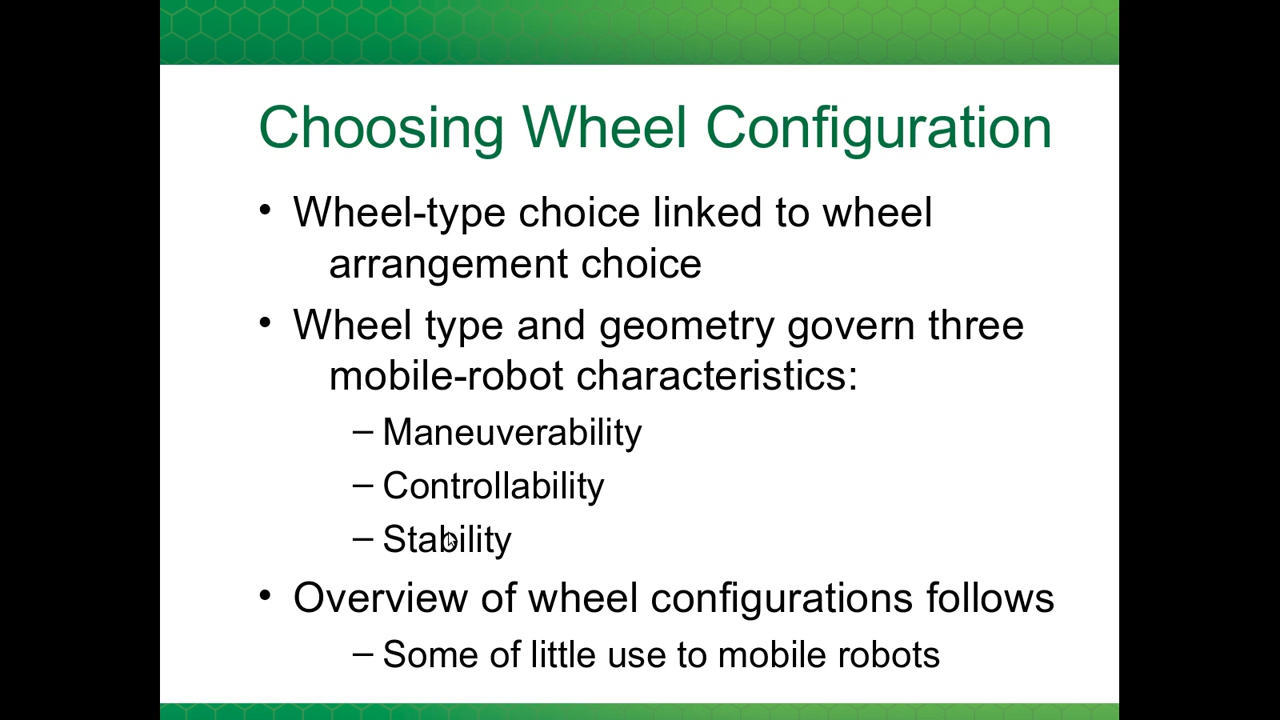 Choosing Wheel Configuration
• Wheel-type choice linked to wheel
arrangement choice
• Wheel type and geometry govern three
mobile-robot characteristics:
– Maneuverability
– Controllability
– Stability
• Overview of wheel configurations follows
– Some of little use to mobile robots